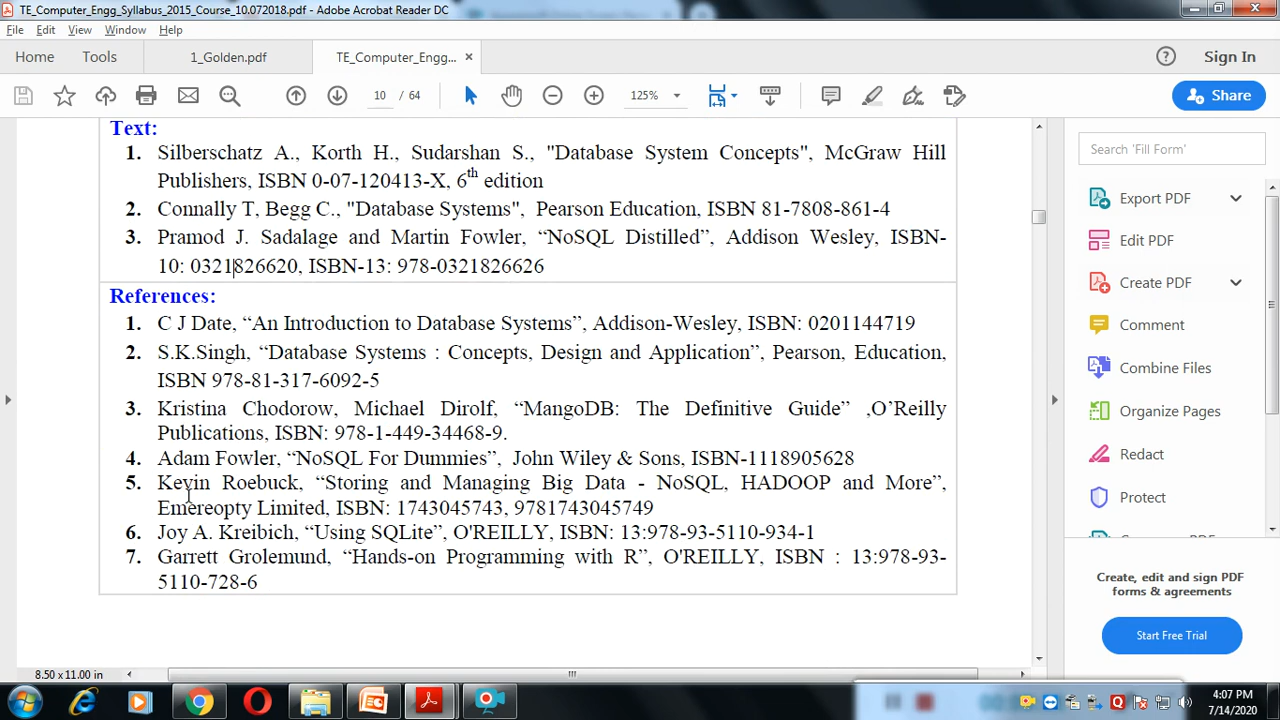 TE_Computer_Engg_Syllabus_2015_Course_10.072018.pdf - Adobe Acrobat Reader DC
File Edit View Window Help
Home Tools 1_Golden.pdf TE_Computer_Engg... × Sign In
10 / 64 125% Share
Text:
1. Silberschatz A., Korth H., Sudarshan S., "Database System Concepts", McGraw Hill
Publishers, ISBN 0-07-120413-X, 6th edition
2. Connally T, Begg C., "Database Systems", Pearson Education, ISBN 81-7808-861-4
3. Pramod J. Sadalage and Martin Fowler, “NoSQL Distilled”, Addison Wesley, ISBN-
10: 0321826620, ISBN-13: 978-0321826626
References:
1. C J Date, “An Introduction to Database Systems”, Addison-Wesley, ISBN: 0201144719
2. S.K.Singh, “Database Systems : Concepts, Design and Application”, Pearson, Education,
ISBN 978-81-317-6092-5
3. Kristina Chodorow, Michael Dirolf, “MangoDB: The Definitive Guide” ,O’Reilly
Publications, ISBN: 978-1-449-34468-9.
4. Adam Fowler, “NoSQL For Dummies”, John Wiley & Sons, ISBN-1118905628
5. Kevin Roebuck, “Storing and Managing Big Data - NoSQL, HADOOP and More”,
Emereopty Limited, ISBN: 1743045743, 9781743045749
6. Joy A. Kreibich, “Using SQLite”, O'REILLY, ISBN: 13:978-93-5110-934-1
7. Garrett Grolemund, “Hands-on Programming with R”, O'REILLY, ISBN : 13:978-93-
5110-728-6
Search 'Fill Form'
Export PDF
Edit PDF
Create PDF
Comment
Combine Files
Organize Pages
Redact
Protect
Create, edit and sign PDF
forms & agreements
Start Free Trial
8.50 x 11.00 in
4:07 PM
7/14/2020